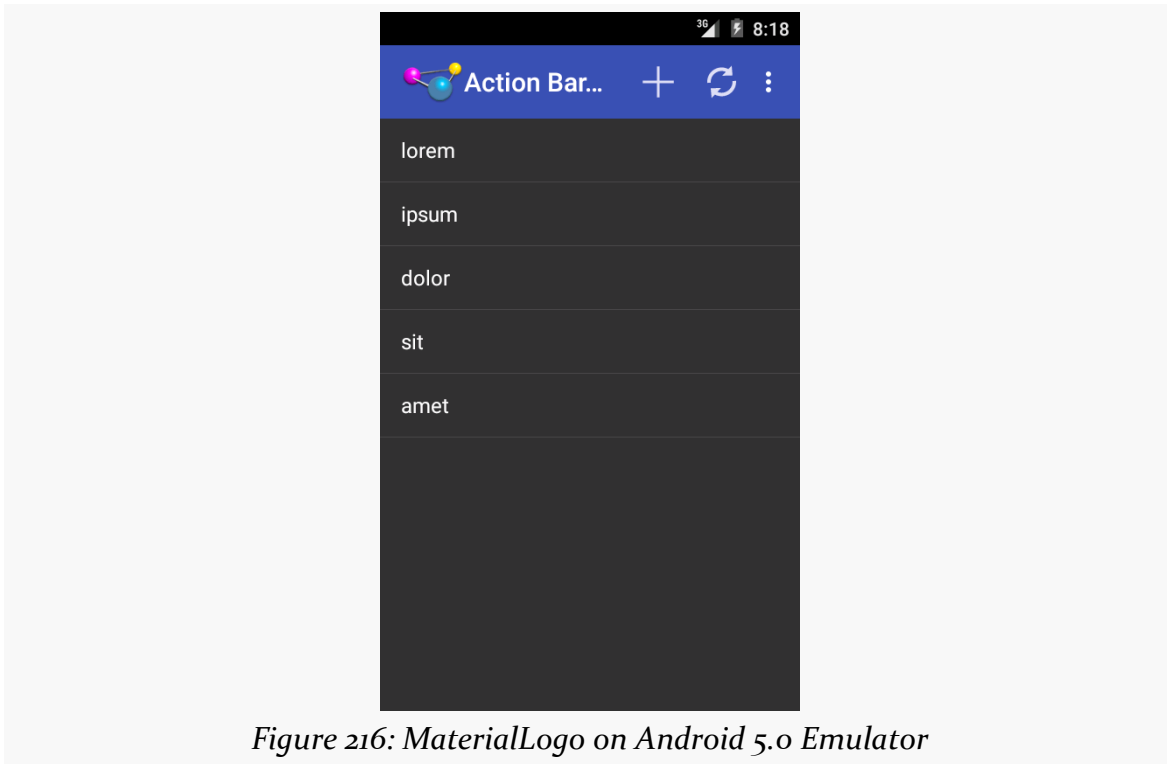 3G 8:18
Action Bar...
lorem
ipsum
dolor
sit
amet
Figure 216: MaterialLogo on Android 5.0 Emulator